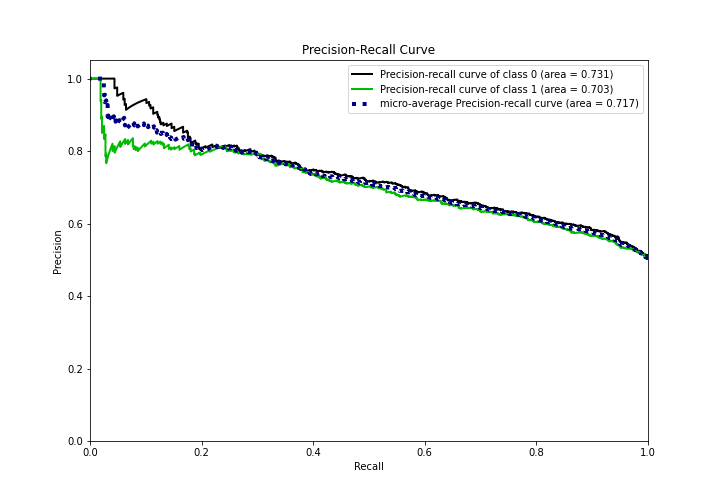 Precision-Recall Curve
Precision-recall curve of class 0 (area = 0.731)
Precision-recall curve of class 1 (area = 0.703)
micro-average Precision-recall curve (area = 0.717)
1.0
0.8
0.6
0.4
0.2
0.0
Precision
0.0 0.2 0.4 0.6 0.8 1.0
Recall